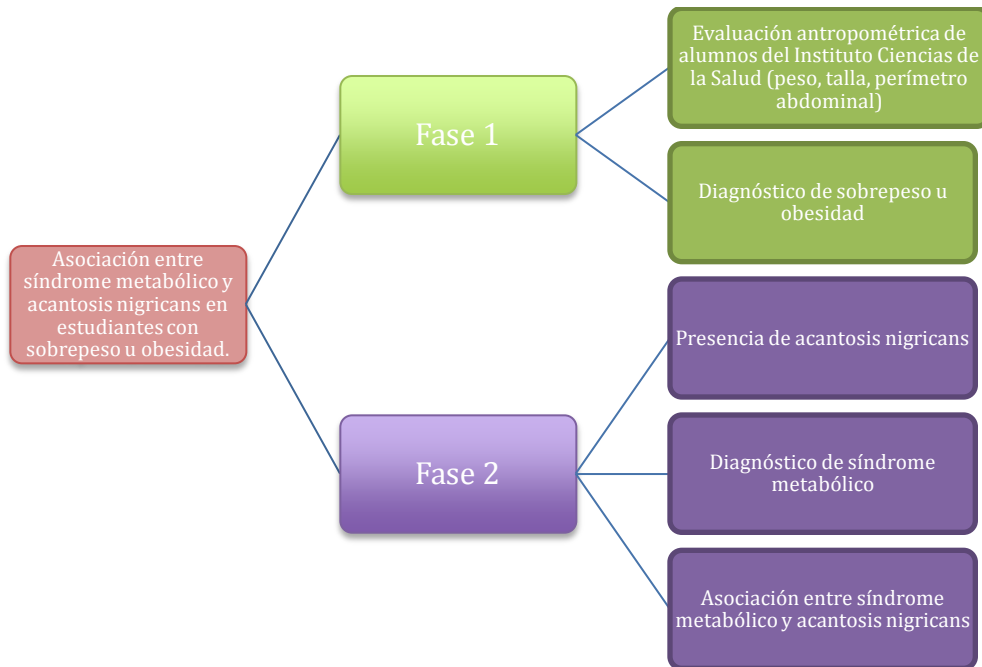 Asociación entre
síndrome metabólico y
acantosis nigricans en
estudiantes con
sobrepeso u obesidad.
Fase 1
Evaluación antropométrica de
alumnos del Instituto Ciencias de
la Salud (peso, talla, perímetro
abdominal)
Diagnóstico de sobrepeso u
obesidad
Fase 2
Presencia de acantosis nigricans
Diagnóstico de síndrome
metabólico
Asociación entre síndrome
metabólico y acantosis nigricans